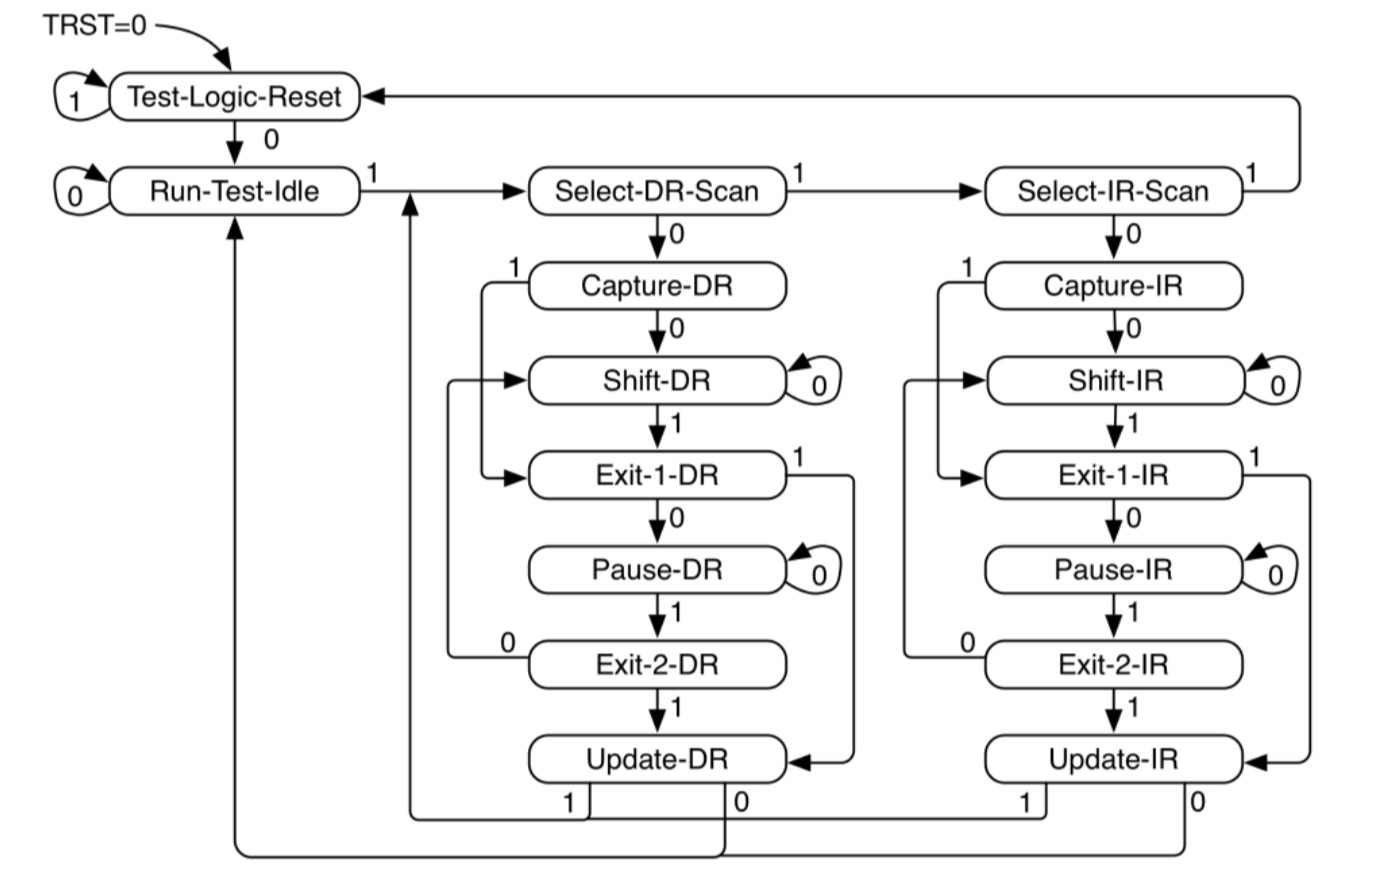 TRST=0
1
Test-Logic-Reset
0
0
Run-Test-Idle
1
Select-DR-Scan
1
Select-IR-Scan
1
0
0
1
Capture-DR
1
Capture-IR
0
0
Shift-DR
0
Shift-IR
0
1
1
Exit-1-DR
1
Exit-1-IR
1
0
0
Pause-DR
0
Pause-IR
0
1
1
0
Exit-2-DR
0
Exit-2-IR
1
1
Update-DR
Update-IR
1
0
1
0